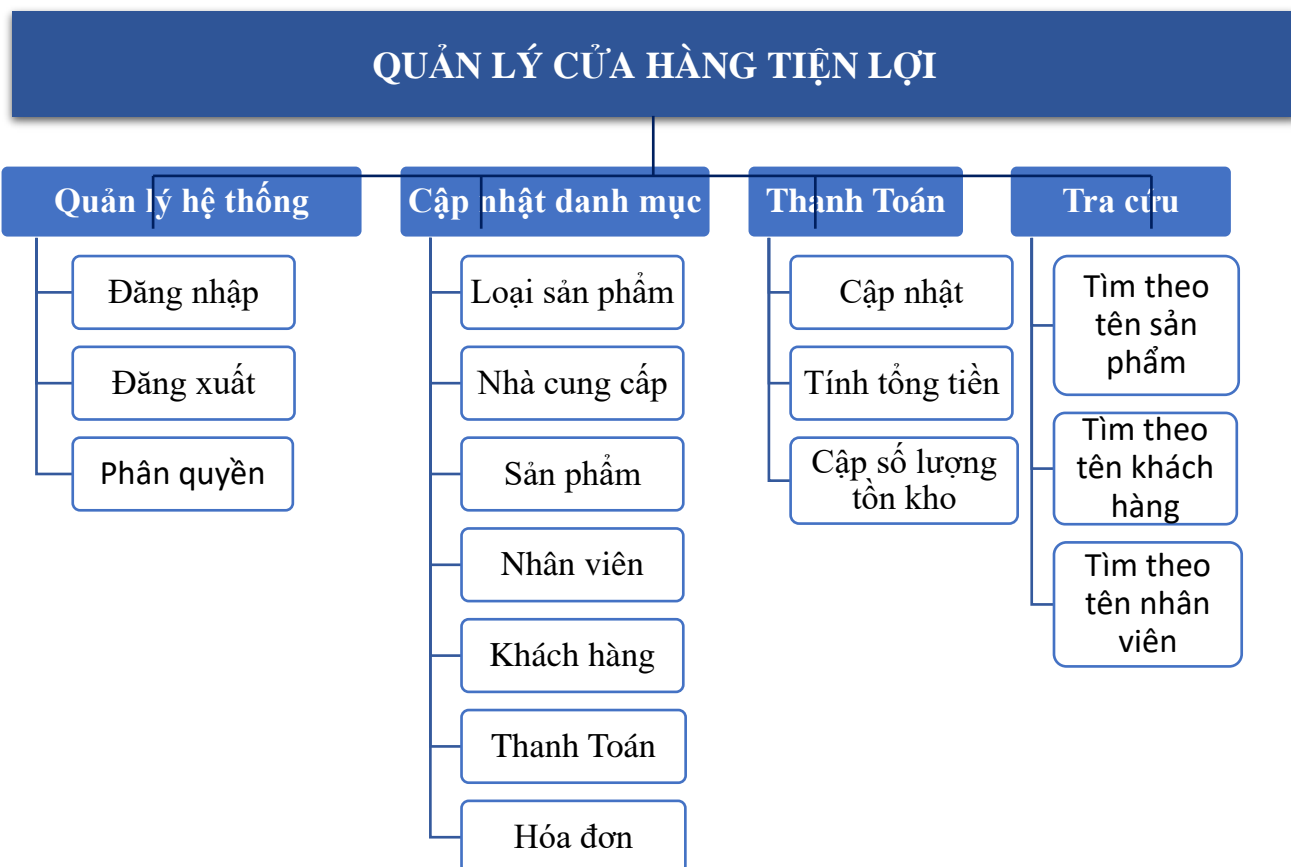 QUẢN LÝ CỬA HÀNG TIỆN LỢI
Quản lý hệ thống
Đăng nhập
Đăng xuất
Phân quyền
Cập nhật danh mục
Loại sản phẩm
Nhà cung cấp
Sản phẩm
Nhân viên
Khách hàng
Thanh Toán
Hóa đơn
Thanh Toán
Cập nhật
Tính tổng tiền
Cập số lượng
tồn kho
Tra cứu
Tìm theo
tên sản
phẩm
Tìm theo
tên khách
hàng
Tìm theo
tên nhân
viên